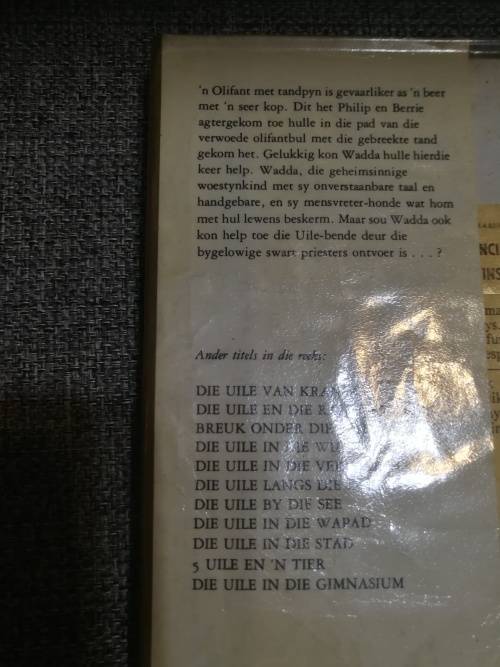 'n Olifant met tandpyn is gevaarliker as 'n beer
met 'n seer kop. Dit het Philip en Berrie
agtergekom toe hulle in die pad van die
verwoede olifantbul met die gebreekte tand
gekom het. Gelukkig kon Wadda hulle hierdie
keer help. Wadda, die geheimsinnige
woestynkind met sy onverstaanbare taal en
handgebare, en sy mensvreter-honde wat hom
met hul lewens beskerm. Maar sou Wadda ook
kon help toe die Uile-bende deur die
bygelowige swart priesters ontvoer is . . . ?
Ander titels in die reeks:
DIE UILE VAN
DIE UILE EN DIE
BREUK ONDER DIE
DIE UILE IN DIE
DIE UILE IN DIE
DIE UILE LANGS DIE
DIE UILE BY DIE SEE
DIE UILE IN DIE WAPAD
DIE UILE IN DIE STAD
5 UILE EN 'N TIER
DIE UILE IN DIE GIMNASIUM